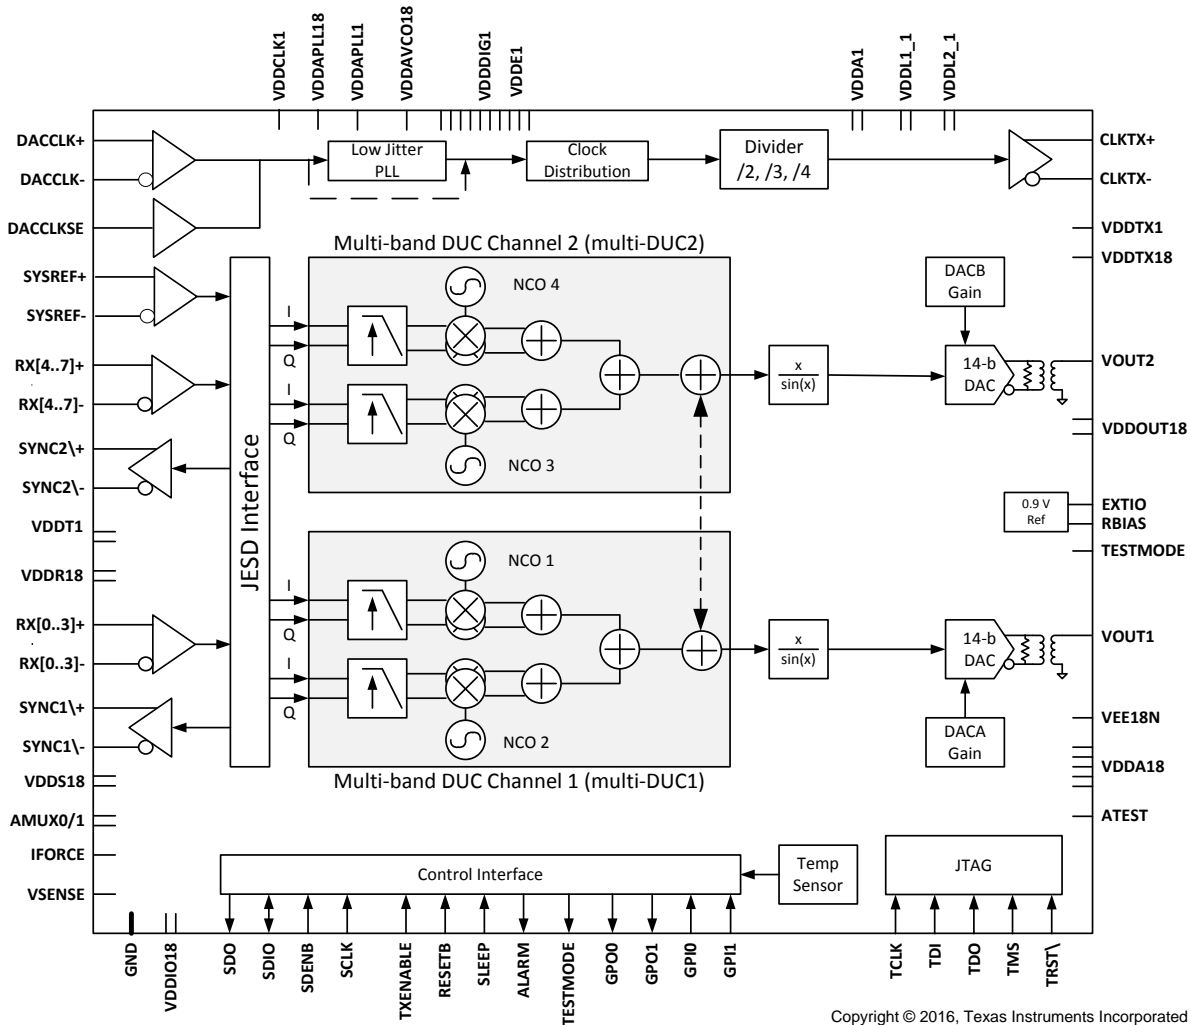 VDDCLK1
VDDAPLL18
VDDAPLL1
VDDAVCO18
VDDDIG1
VDDE1
VDDA1
VDDL1_1
VDDL2_1
DACCLK+
DACCLK-
DACCLKSE
SYSREF+
SYSREF-
RX[4..7]+
RX[4..7]-
SYNC2\+
SYNC2\-
VDDT1
VDDR18
RX[0..3]+
RX[0..3]-
SYNC1\+
SYNC1\-
VDDS18
AMUX0/1
IFORCE
VSENSE
Low Jitter
PLL
Clock
Distribution
Divider
/2, /3, /4
CLKTX+
CLKTX-
VDDTX1
VDDTX18
Multi-band DUC Channel 2 (multi-DUC2)
JESD Interface
I
Q
I
Q
NCO 4
NCO 3
x
sin(x)
DACB
Gain
14-b
DAC
VOUT2
VDDOUT18
0.9 V
Ref
EXTIO
RBIAS
TESTMODE
I
Q
I
Q
NCO 1
NCO 2
x
sin(x)
14-b
DAC
DACA
Gain
VOUT1
VEE18N
VDDA18
ATEST
Multi-band DUC Channel 1 (multi-DUC1)
Control Interface
Temp
Sensor
JTAG
GND
VDDIO18
SDO
SDIO
SDENB
SCLK
TXENABLE
RESETB
SLEEP
ALARM
TESTMODE
GPO0
GPO1
GPI0
GPI1
TCLK
TDI
TDO
TMS
TRST\
Copyright © 2016, Texas Instruments Incorporated